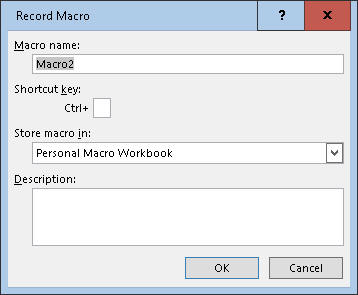 Record Macro ? x
Macro name:
Macro2
Shortcut key:
Ctrl+
Store macro in:
Personal Macro Workbook
Description:
OK Cancel